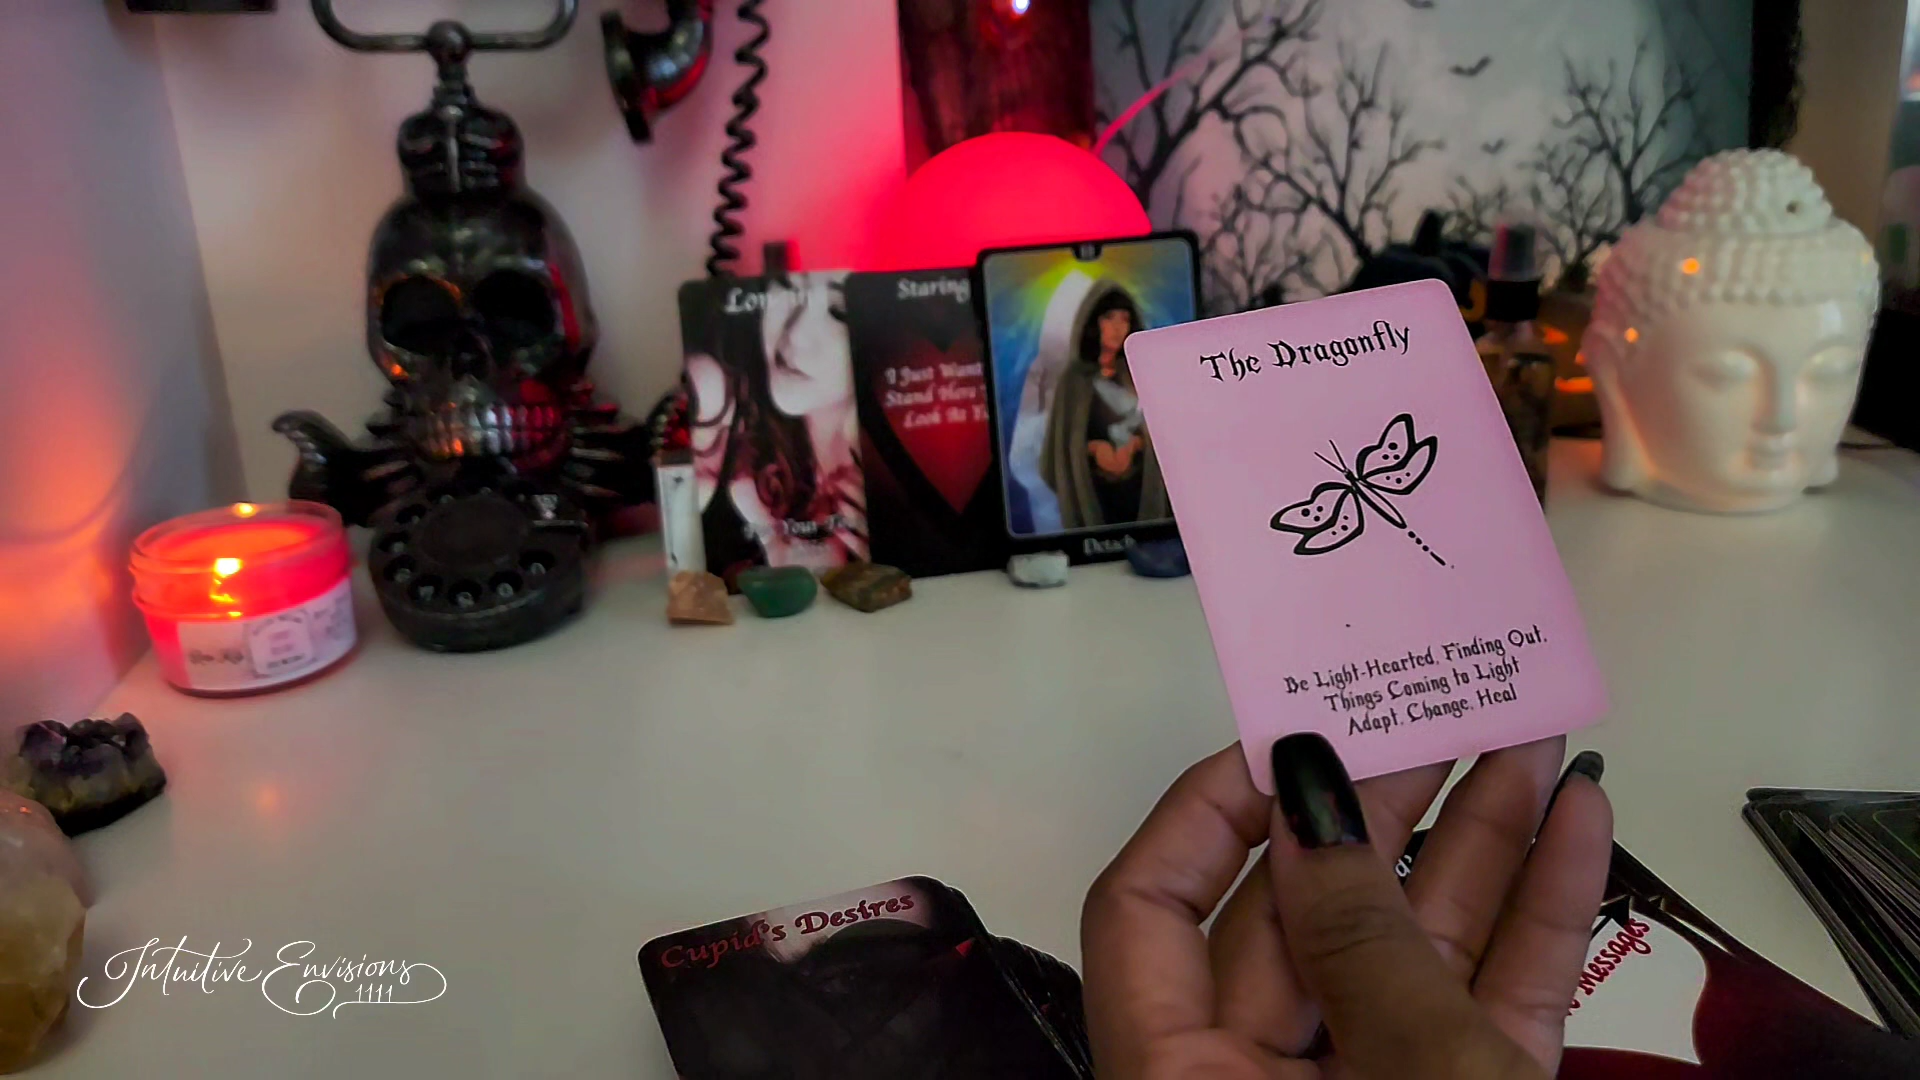 Staring
I Just Want
Stand Here
Look At
The Dragonfly
Be Light-Hearted, Finding Out,
Things Coming to Light
Adapt, Change, Heal
Cupid's Desires
Messages
Intuitive Envisions
1111